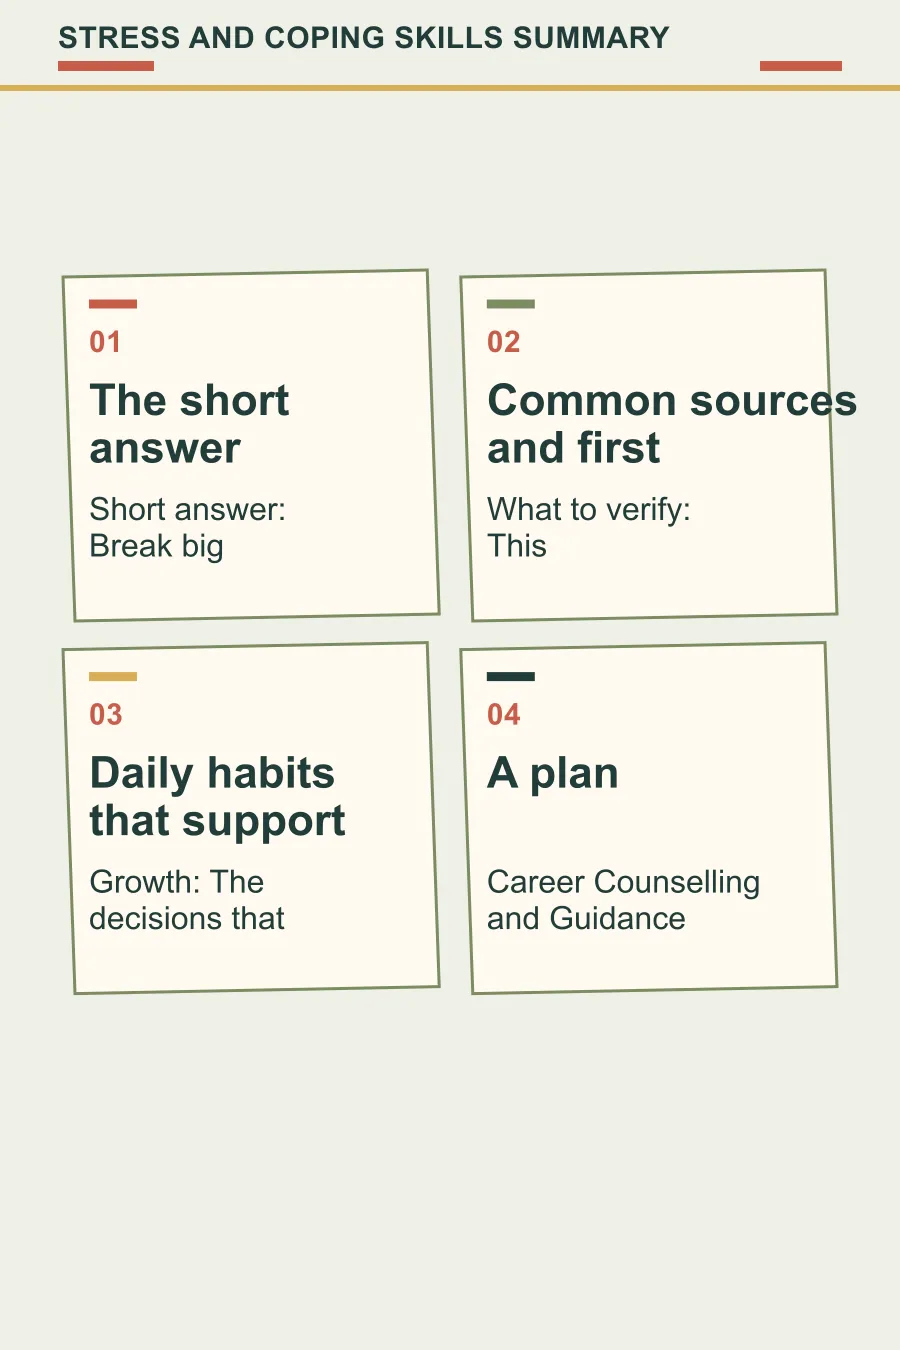 STRESS AND COPING SKILLS SUMMARY
01
The short
answer
Short answer:
Break big
02
Common sources
and first
What to verify:
This
03
Daily habits
that support
Growth: The
decisions that
04
A plan
Career Counselling
and Guidance